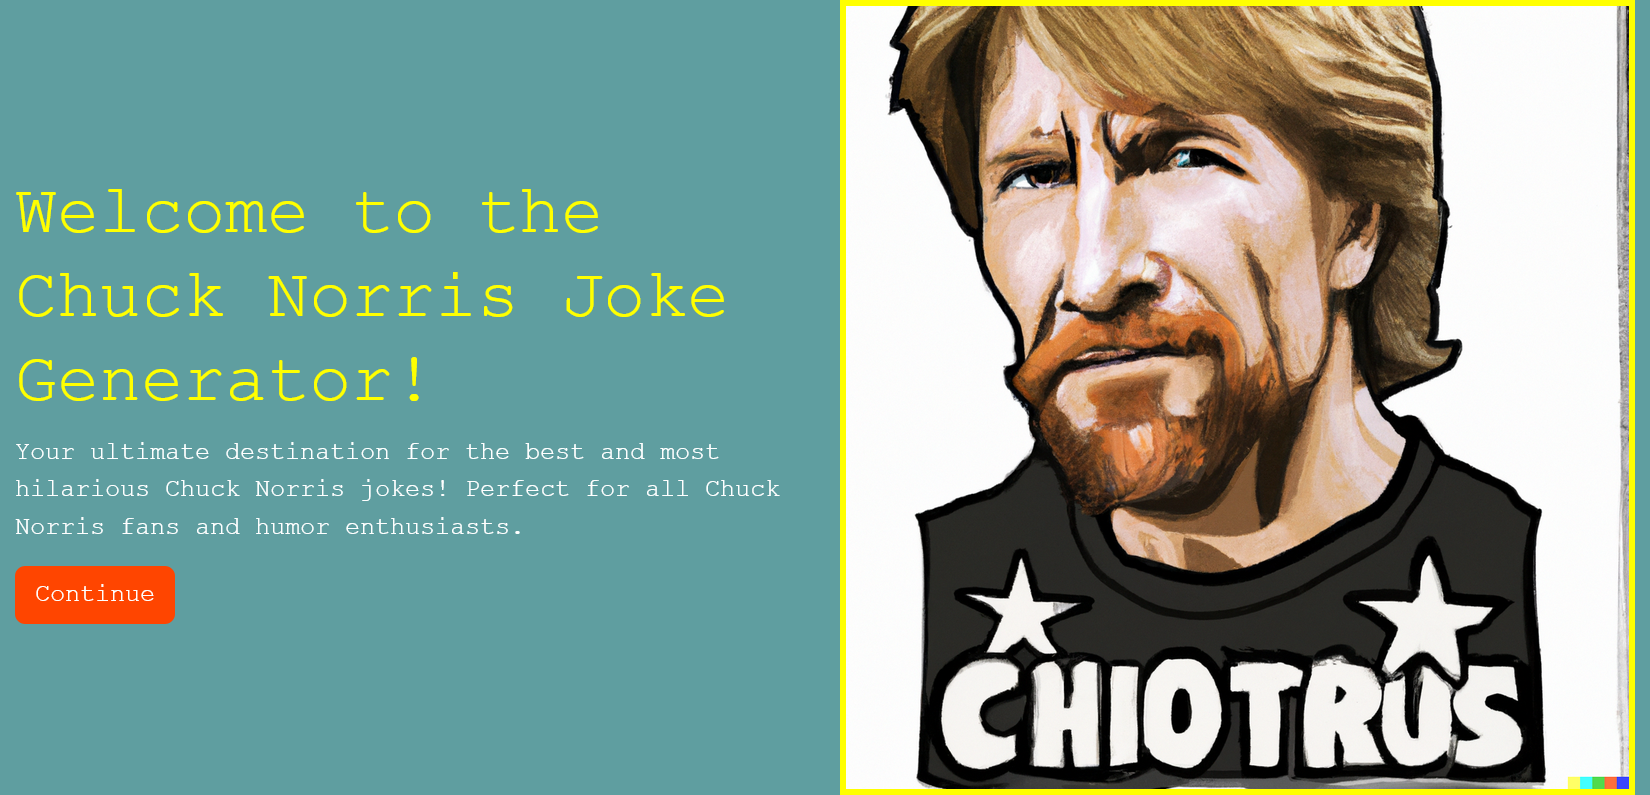 Welcome to the
Chuck Norris Joke
Generator!
Your ultimate destination for the best and most
hilarious Chuck Norris jokes! Perfect for all Chuck
Norris fans and humor enthusiasts.
Continue
CHIOTRUS